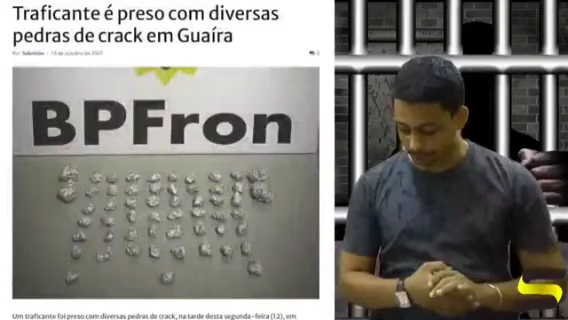 Traficante é preso com diversas
pedras de crack em Guaíra
BPFron
Um traficante foi preso com diversas pedras de crack, na tarde desta segunda-feira (12), em